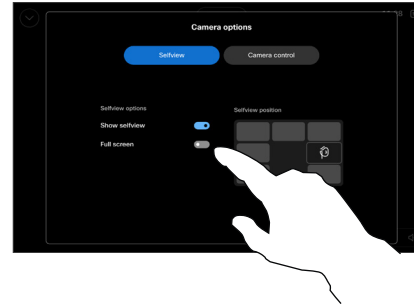 Camera options
Selfview
Camera control
Selfview options
Selfview position
Show selfview
Full screen